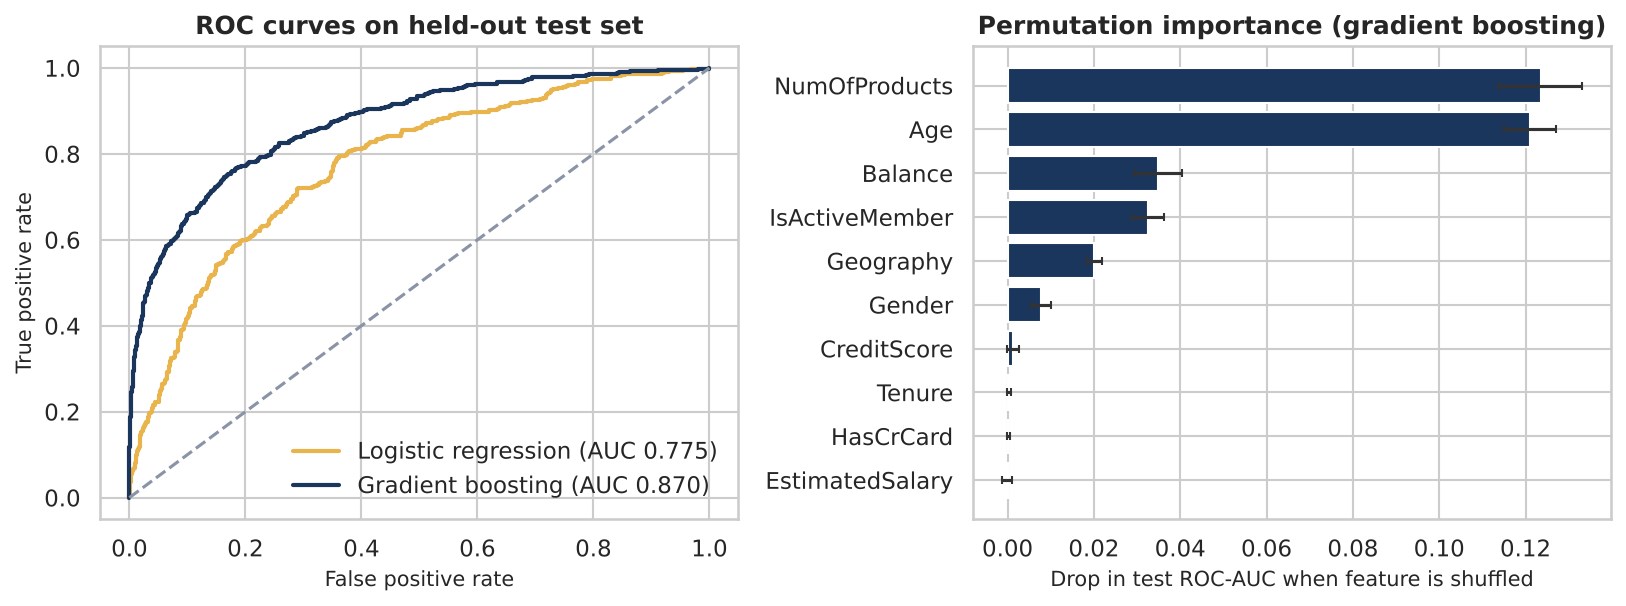 ROC curves on held-out test set
True positive rate
1.0
0.8
0.6
0.4
0.2
0.0
Logistic regression (AUC 0.775)
Gradient boosting (AUC 0.870)
0.0 0.2 0.4 0.6 0.8 1.0
False positive rate
Permutation importance (gradient boosting)
NumOfProducts
Age
Balance
IsActiveMember
Geography
Gender
CreditScore
Tenure
HasCrCard
EstimatedSalary
0.00 0.02 0.04 0.06 0.08 0.10 0.12
Drop in test ROC-AUC when feature is shuffled